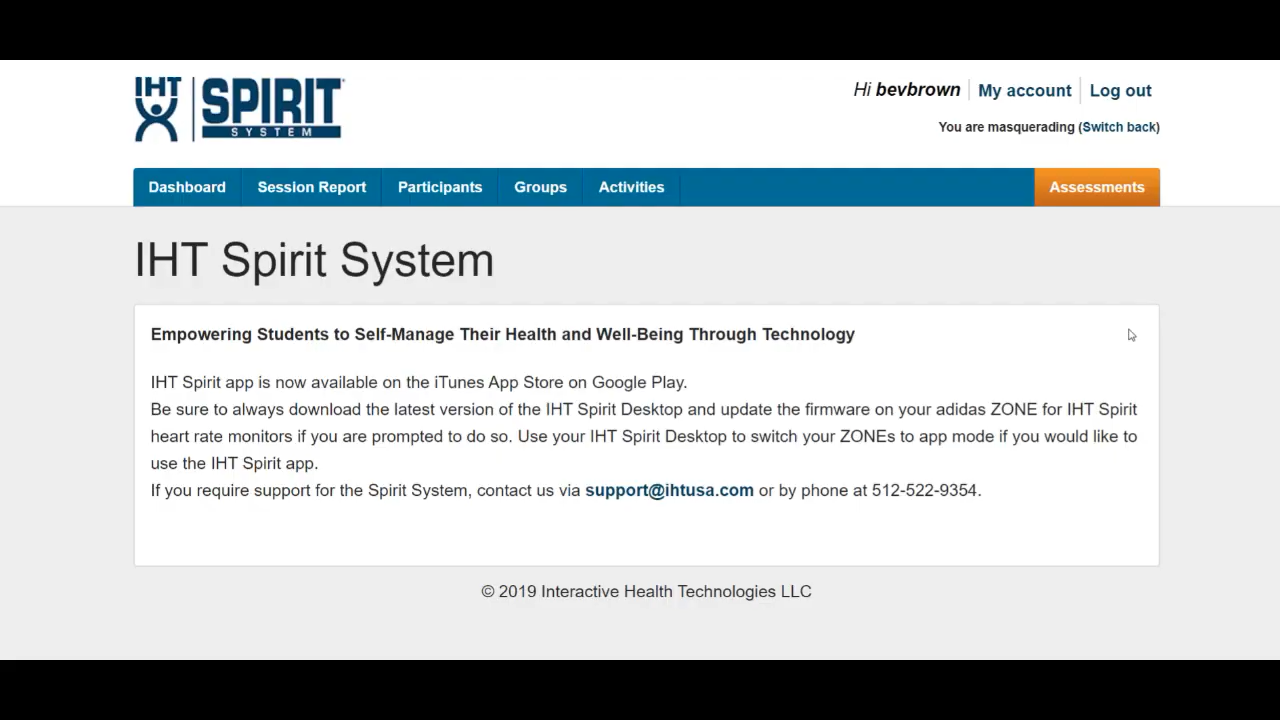 IHT SPIRIT SYSTEM
Hi bevbrown My account Log out
You are masquerading (Switch back)
Dashboard Session Report Participants Groups Activities Assessments
IHT Spirit System
Empowering Students to Self-Manage Their Health and Well-Being Through Technology
IHT Spirit app is now available on the iTunes App Store on Google Play.
Be sure to always download the latest version of the IHT Spirit Desktop and update the firmware on your adidas ZONE for IHT Spirit
heart rate monitors if you are prompted to do so. Use your IHT Spirit Desktop to switch your ZONEs to app mode if you would like to
use the IHT Spirit app.
If you require support for the Spirit System, contact us via support@ihtusa.com or by phone at 512-522-9354.
© 2019 Interactive Health Technologies LLC